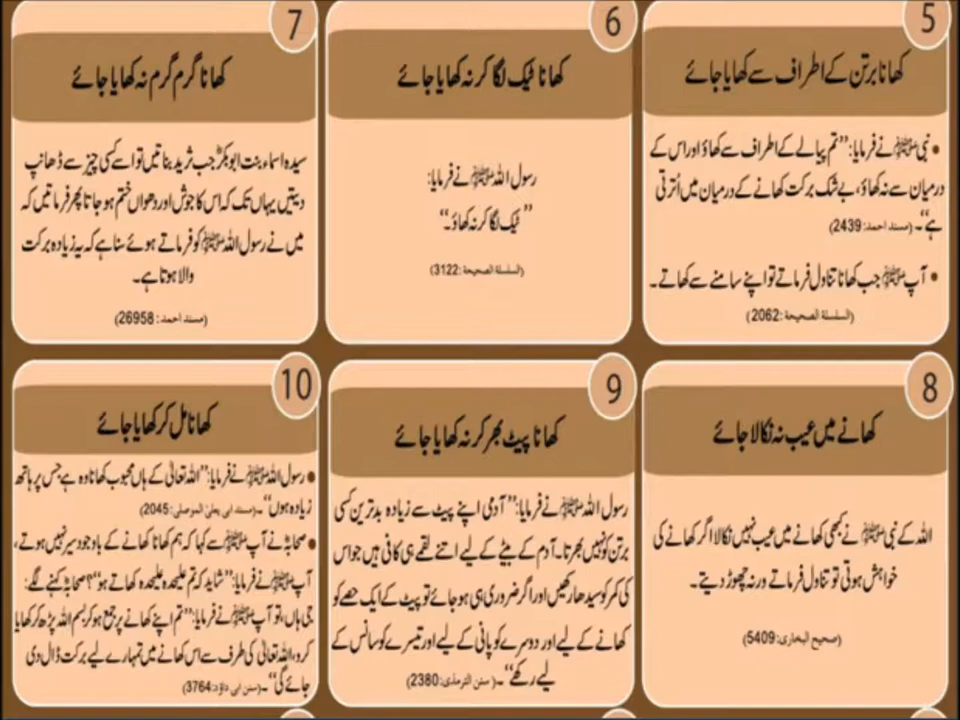 5
کھانا برتن کے اطراف سے کھایا جائے
• نبی ﷺ نے فرمایا: ”تم پیالے کے اطراف سے کھاؤ اور اس کے
درمیان سے نہ کھاؤ، بے شک برکت کھانے کے درمیان میں اُترتی
ہے“۔ (مسند احمد: 2439)
• آپ ﷺ جب کھانا تناول فرماتے تو اپنے سامنے سے کھاتے۔
(السلسلة الصحيحة: 2062)
6
کھانا ٹیک لگا کر نہ کھایا جائے
رسول اللہ ﷺ نے فرمایا:
”ٹیک لگا کر نہ کھاؤ۔“
(السلسلة الصحيحة: 3122)
7
کھانا گرم گرم نہ کھایا جائے
سیدہ اسماء بنت ابوبکرؓ جب ثرید بناتیں تو اسے کسی چیز سے ڈھانپ
دیتیں یہاں تک کہ اس کا جوش اور دھواں ختم ہو جاتا پھر فرماتیں کہ
میں نے رسول اللہ ﷺ کو فرماتے ہوئے سنا ہے کہ یہ زیادہ برکت
والا ہوتا ہے۔
(مسند احمد: 26958)
8
کھانے میں عیب نہ نکالا جائے
اللہ کے نبی ﷺ نے کبھی کھانے میں عیب نہیں نکالا اگر کھانے کی
خواہش ہوتی تو تناول فرماتے ورنہ چھوڑ دیتے۔
(صحیح البخاری: 5409)
9
کھانا پیٹ بھر کر نہ کھایا جائے
رسول اللہ ﷺ نے فرمایا: ”آدمی اپنے پیٹ سے زیادہ بدترین کسی
برتن کو نہیں بھرتا۔ آدم کے بیٹے کے لیے اتنے لقمے ہی کافی ہیں جو اس
کی کمر کو سیدھا رکھیں اور اگر ضروری ہی ہو جائے تو پیٹ کے ایک حصے کو
کھانے کے لیے اور دوسرے کو پانی کے لیے اور تیسرے کو سانس کے
لیے رکھے“۔ (سنن الترمذی: 2380)
10
کھانا مل کر کھایا جائے
• رسول اللہ ﷺ نے فرمایا: ”اللہ تعالیٰ کے ہاں محبوب کھانا وہ ہے جس پر ہاتھ
زیادہ ہوں“۔ (مسند ابی یعلیٰ الموصلی: 2045)
• صحابہؓ نے آپ ﷺ سے کہا کہ ہم کھانا کھانے کے باوجود سیر نہیں ہوتے،
آپ ﷺ نے فرمایا: ”شاید کہ تم علیحدہ علیحدہ کھاتے ہو“؟ صحابہؓ کہنے لگے:
جی ہاں، تو آپ ﷺ نے فرمایا: ”تم اپنے کھانے پر جمع ہو کر بسم اللہ پڑھ کر کھایا
کرو، اللہ تعالیٰ کی طرف سے اس کھانے میں تمہارے لیے برکت ڈال دی
جائے گی“۔ (سنن ابی داؤد: 3764)